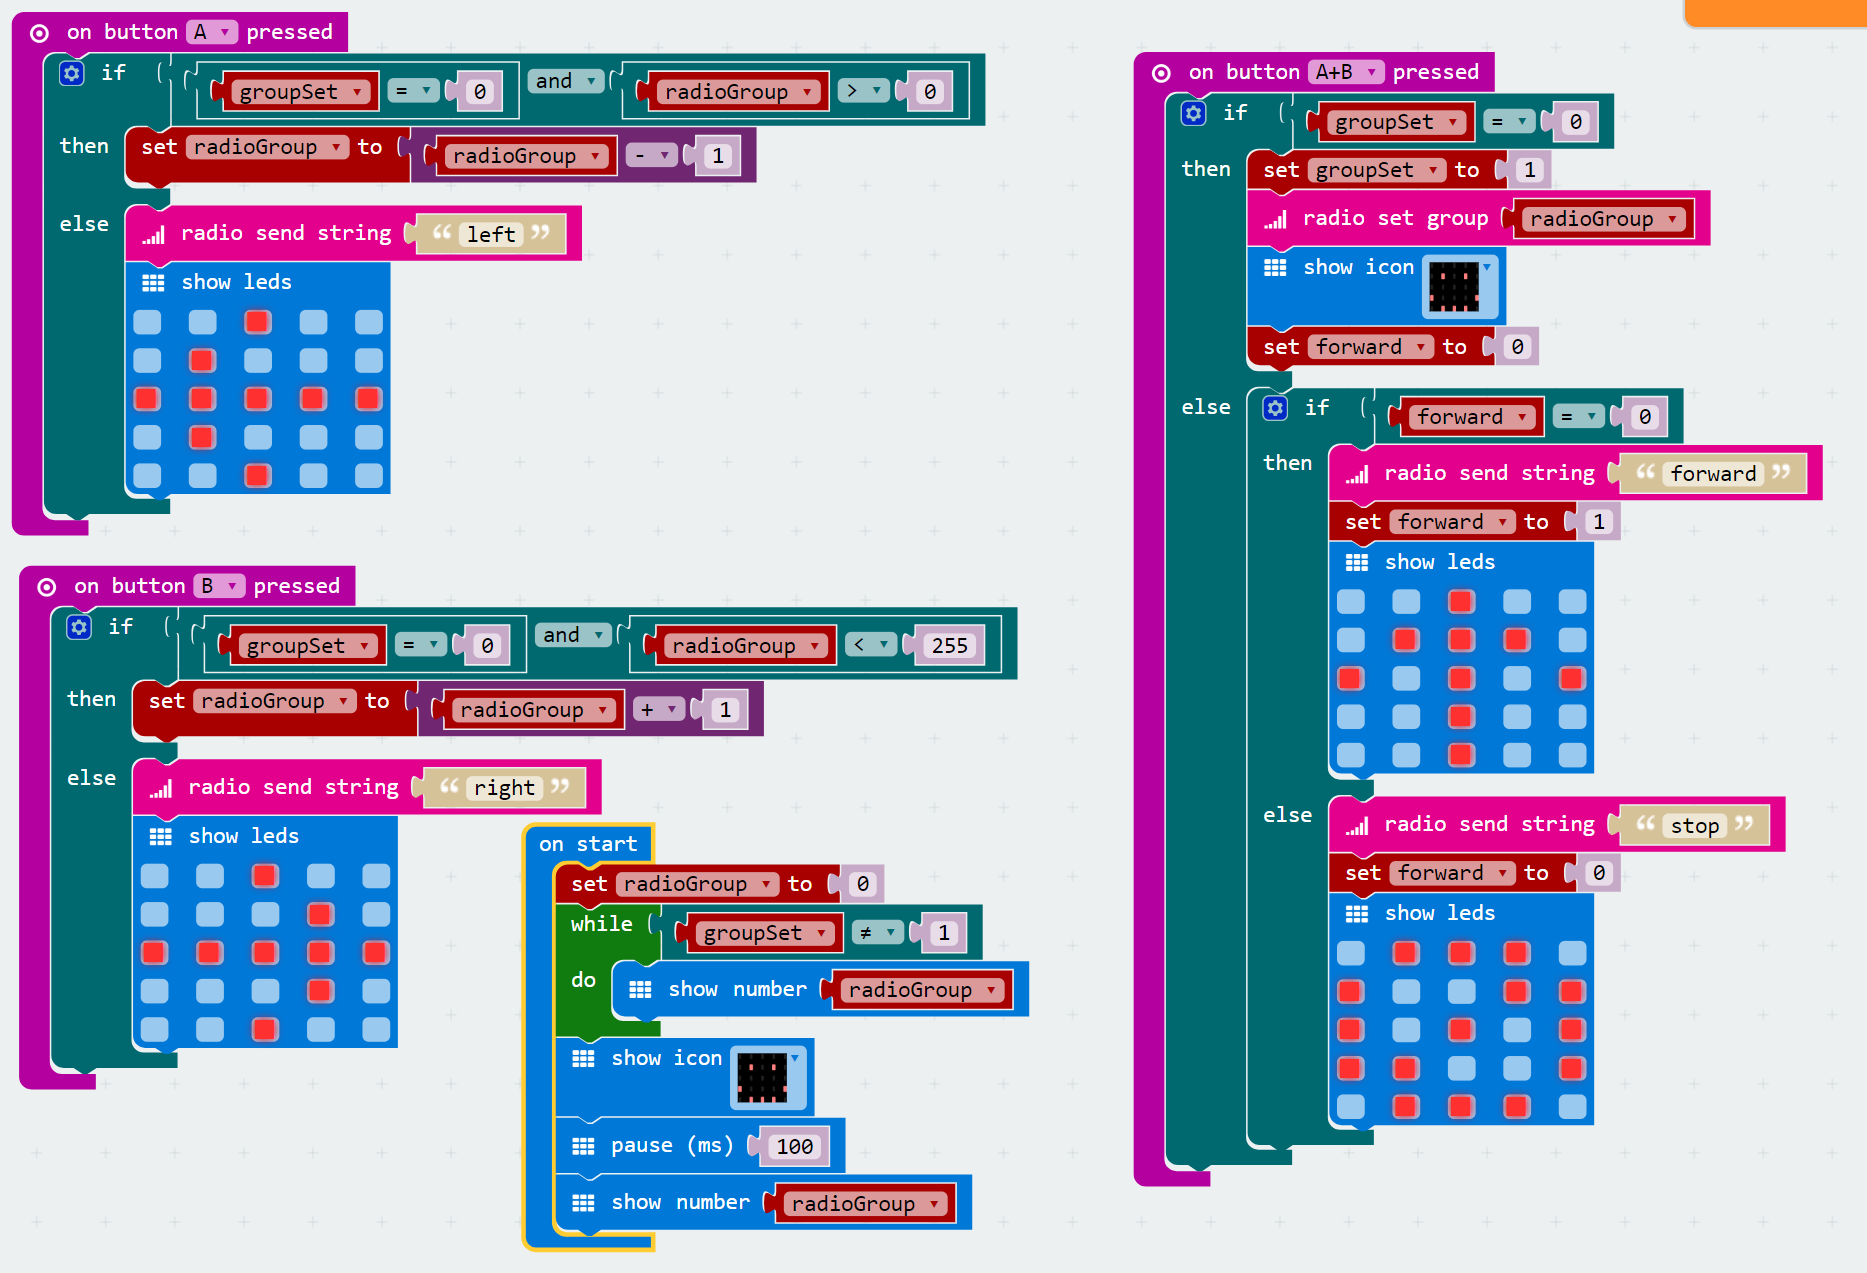 on button A pressed
if groupSet = 0 and radioGroup > 0
then set radioGroup to radioGroup - 1
else radio send string “ left ”
show leds
on button B pressed
if groupSet = 0 and radioGroup < 255
then set radioGroup to radioGroup + 1
else radio send string “ right ”
show leds
on start
set radioGroup to 0
while groupSet ≠ 1
do show number radioGroup
show icon
pause (ms) 100
show number radioGroup
on button A+B pressed
if groupSet = 0
then set groupSet to 1
radio set group radioGroup
show icon
set forward to 0
else if forward = 0
then radio send string “ forward ”
set forward to 1
show leds
else radio send string “ stop ”
set forward to 0
show leds